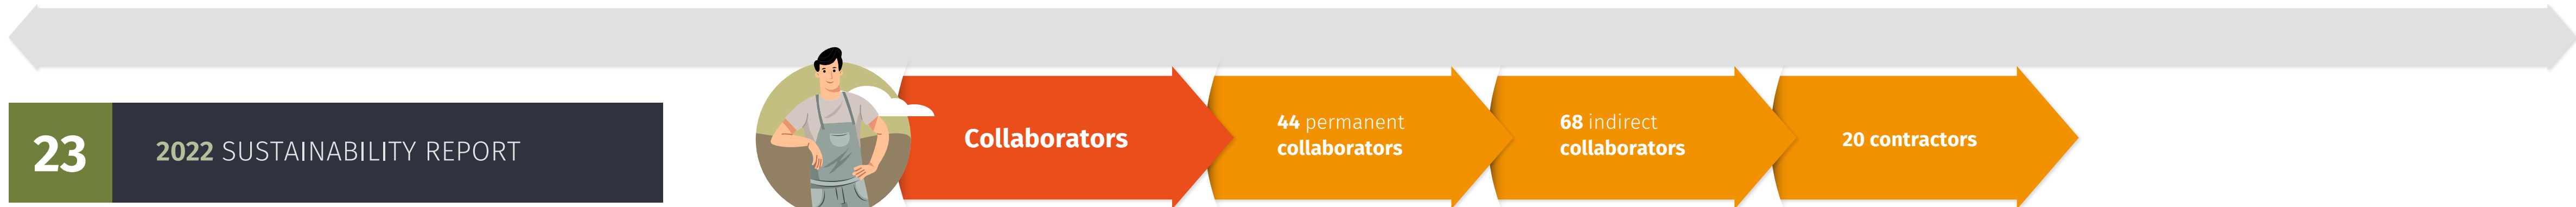 23
2022 SUSTAINABILITY REPORT
Collaborators
44 permanent
collaborators
68 indirect
collaborators
20 contractors